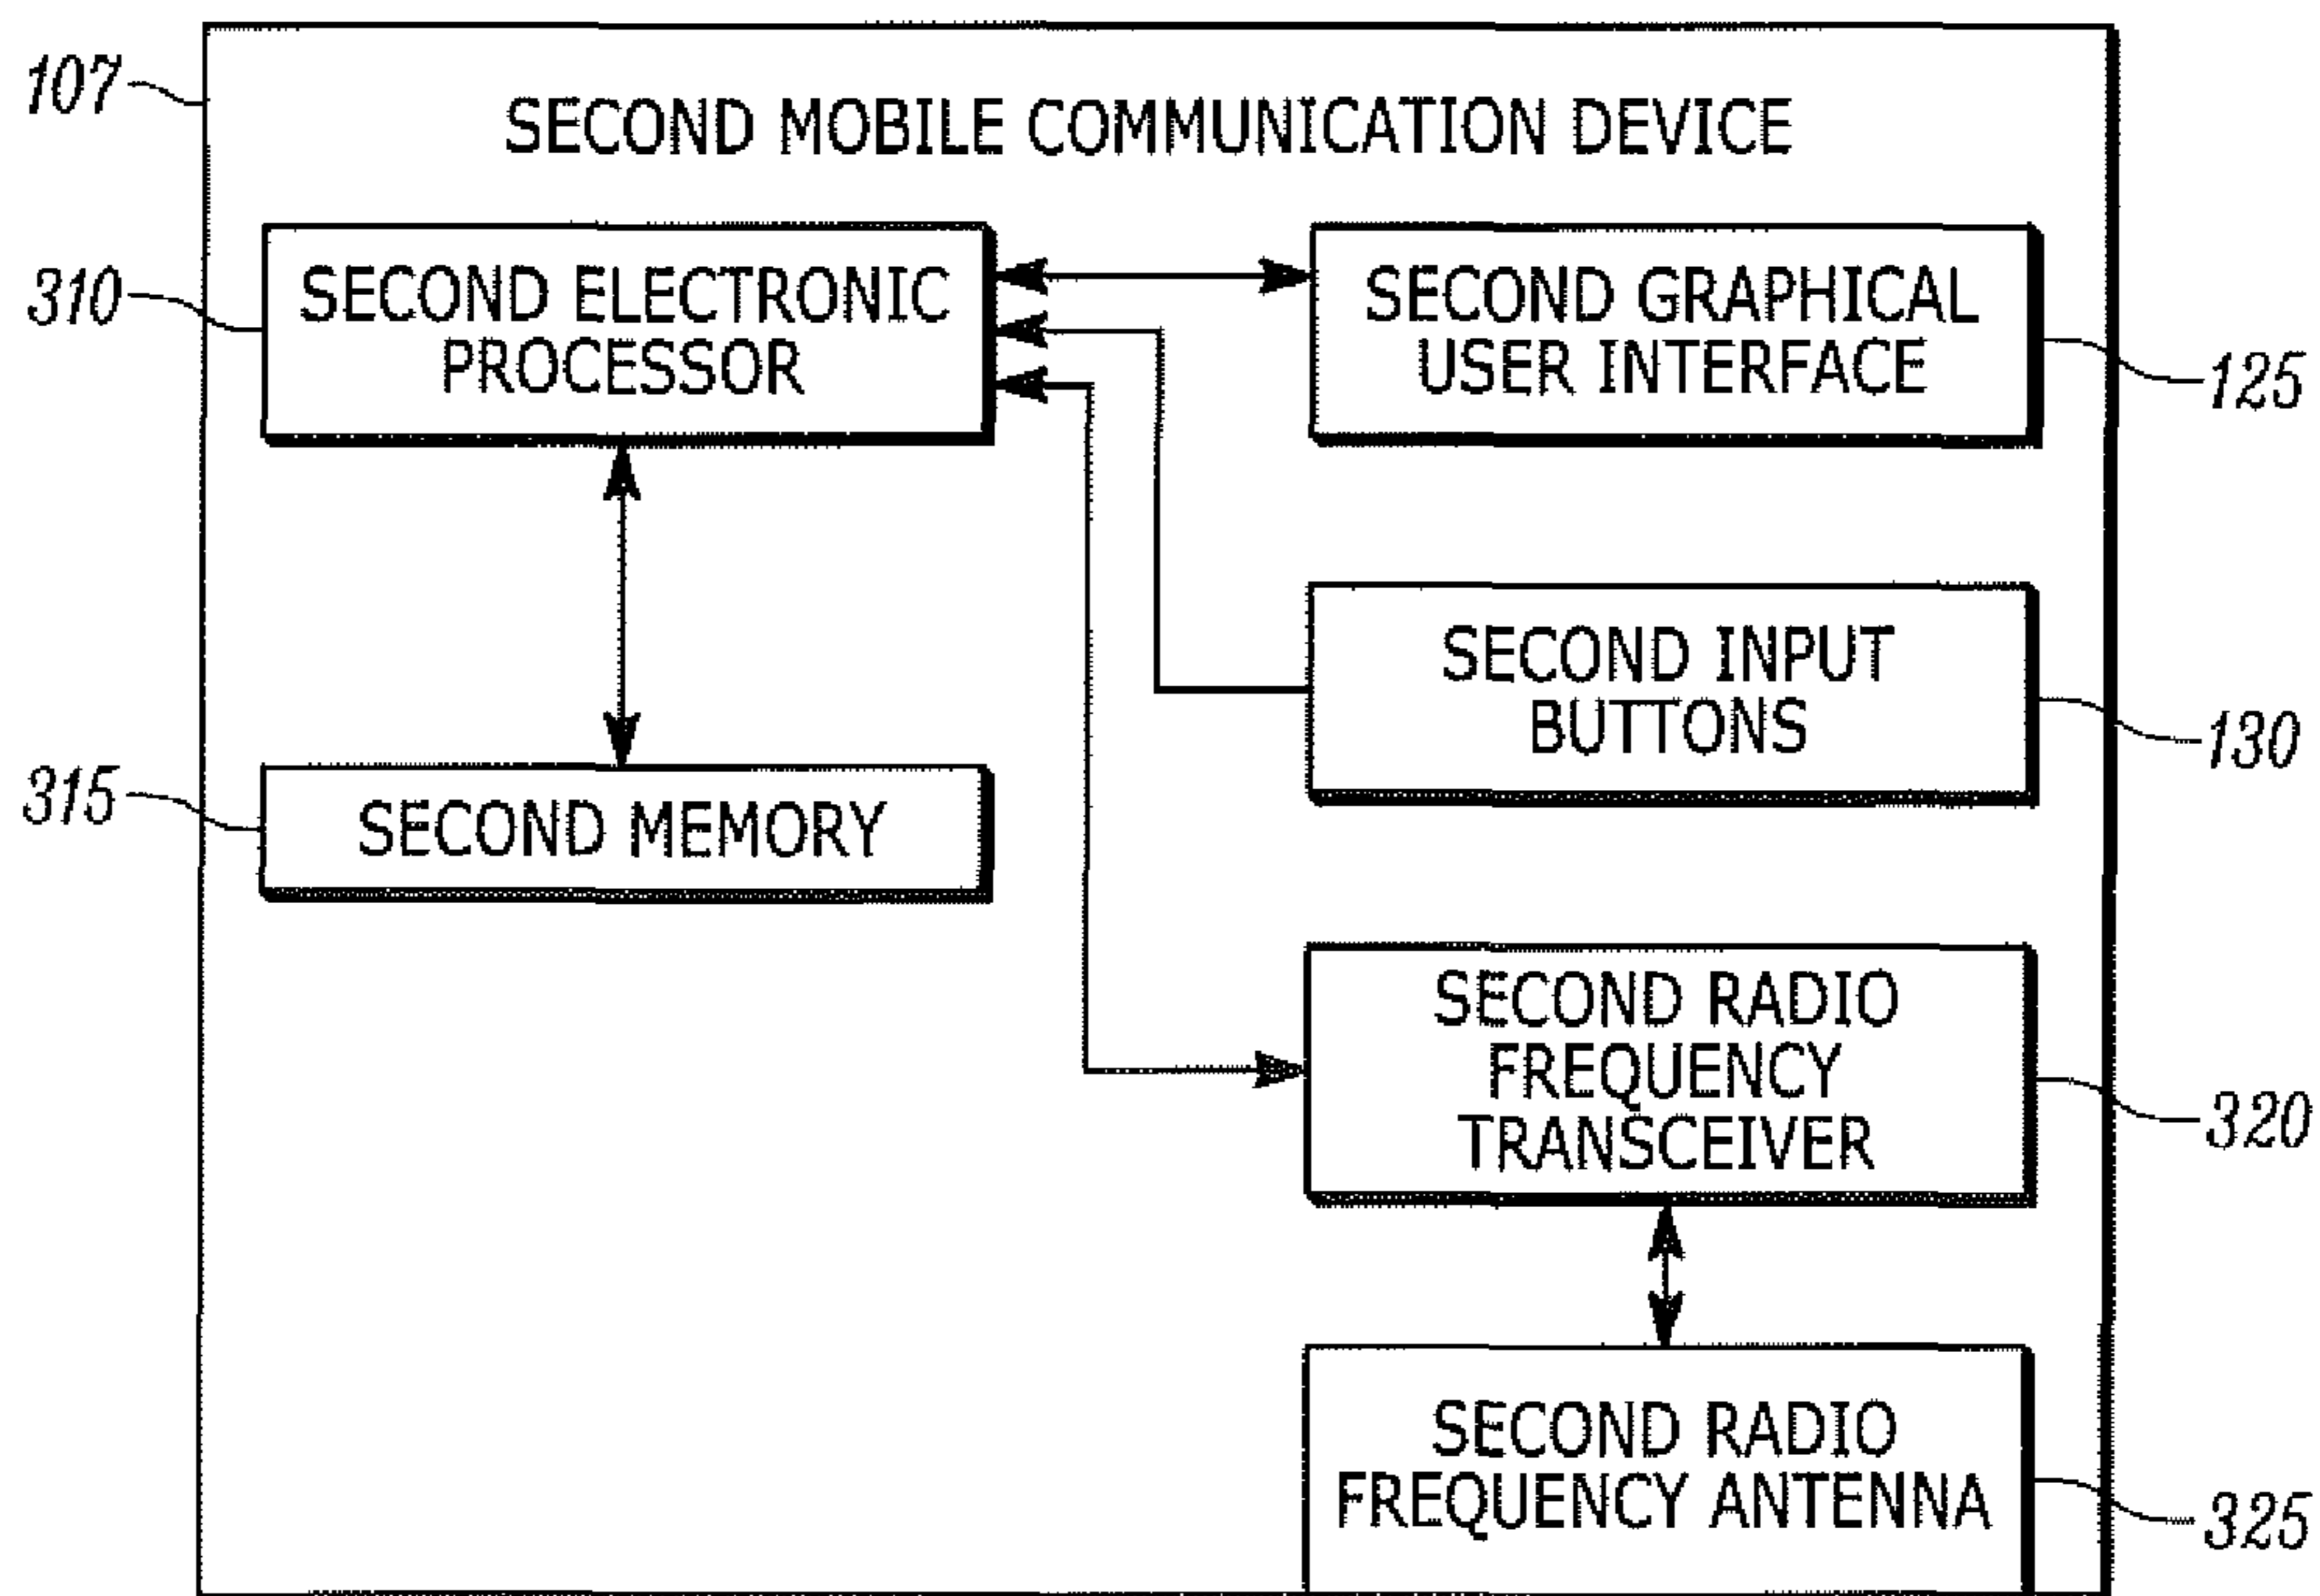 107
SECOND MOBILE COMMUNICATION DEVICE
310
SECOND ELECTRONIC
PROCESSOR
SECOND GRAPHICAL
USER INTERFACE
125
SECOND INPUT
BUTTONS
130
315
SECOND MEMORY
SECOND RADIO
FREQUENCY
TRANSCEIVER
320
SECOND RADIO
FREQUENCY ANTENNA
325